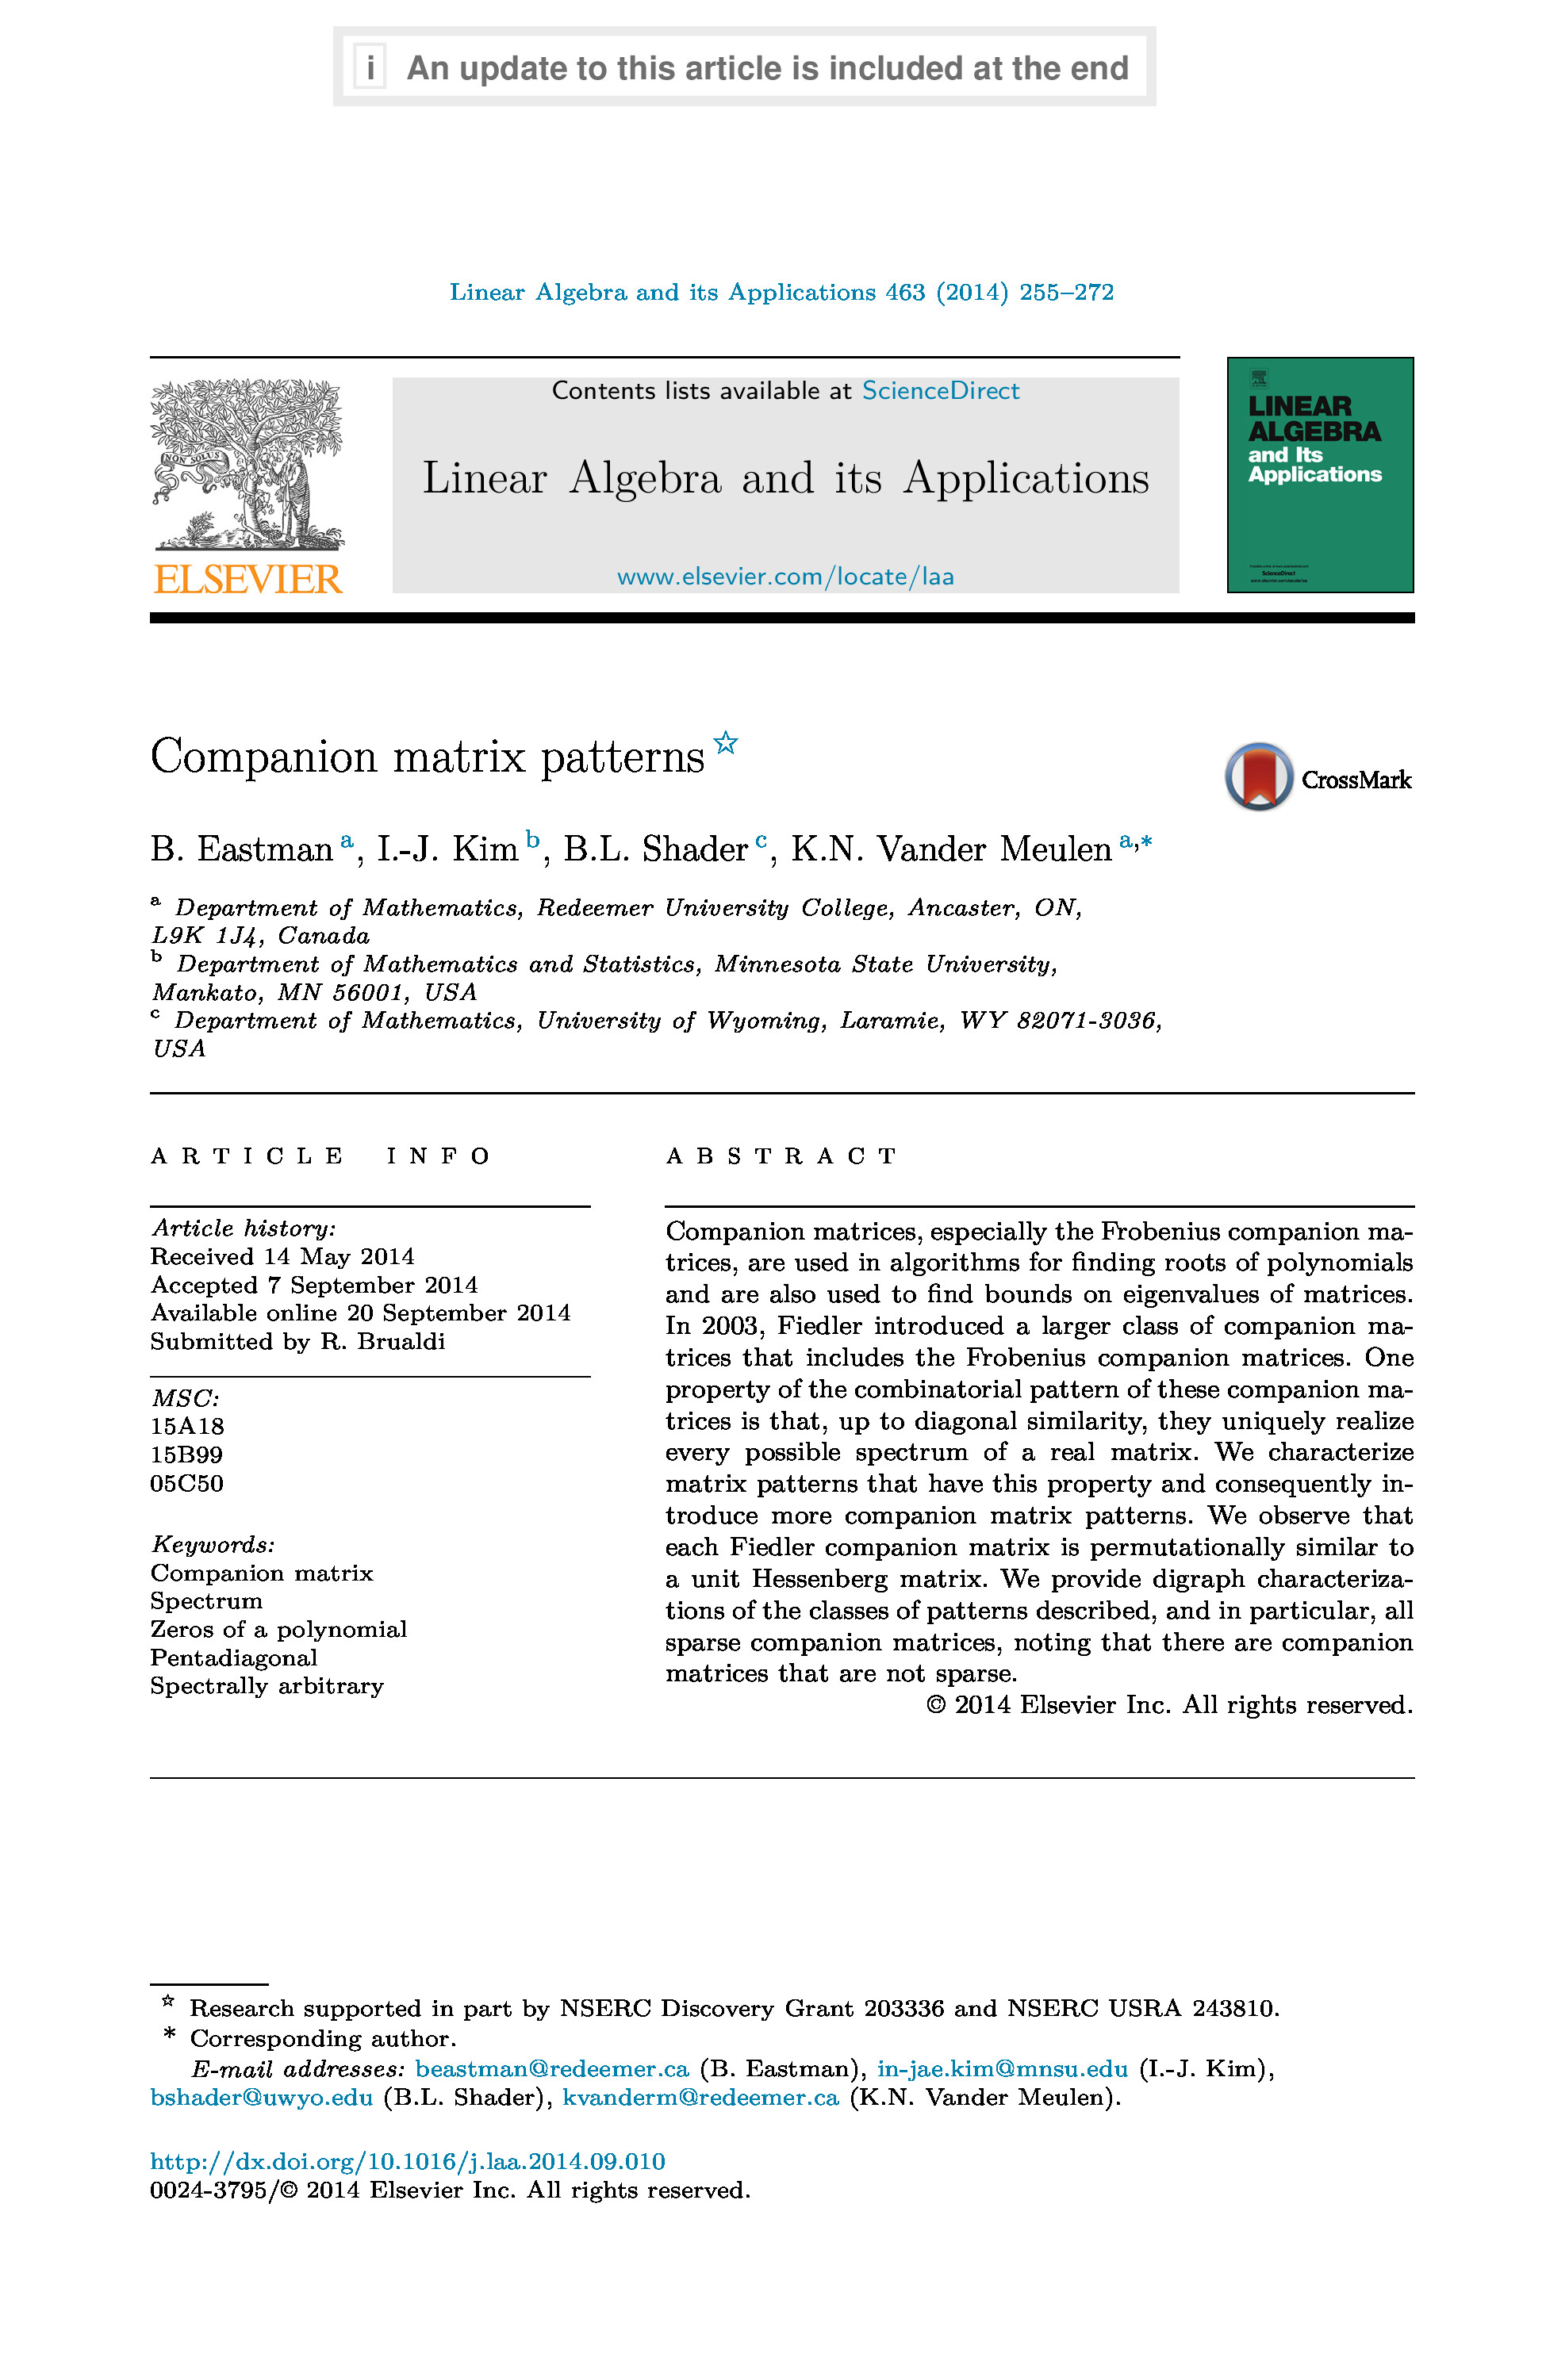 i An update to this article is included at the end
Linear Algebra and its Applications 463 (2014) 255–272
Contents lists available at ScienceDirect
Linear Algebra and its Applications
www.elsevier.com/locate/laa
NON SOLUS
ELSEVIER
LINEAR
ALGEBRA
and Its
Applications
ScienceDirect
Companion matrix patterns ☆
CrossMark
B. Eastman a, I.-J. Kim b, B.L. Shader c, K.N. Vander Meulen a,*
a Department of Mathematics, Redeemer University College, Ancaster, ON,
L9K 1J4, Canada
b Department of Mathematics and Statistics, Minnesota State University,
Mankato, MN 56001, USA
c Department of Mathematics, University of Wyoming, Laramie, WY 82071-3036,
USA
ARTICLE INFO
Article history:
Received 14 May 2014
Accepted 7 September 2014
Available online 20 September 2014
Submitted by R. Brualdi
MSC:
15A18
15B99
05C50
Keywords:
Companion matrix
Spectrum
Zeros of a polynomial
Pentadiagonal
Spectrally arbitrary
ABSTRACT
Companion matrices, especially the Frobenius companion ma-
trices, are used in algorithms for finding roots of polynomials
and are also used to find bounds on eigenvalues of matrices.
In 2003, Fiedler introduced a larger class of companion ma-
trices that includes the Frobenius companion matrices. One
property of the combinatorial pattern of these companion ma-
trices is that, up to diagonal similarity, they uniquely realize
every possible spectrum of a real matrix. We characterize
matrix patterns that have this property and consequently in-
troduce more companion matrix patterns. We observe that
each Fiedler companion matrix is permutationally similar to
a unit Hessenberg matrix. We provide digraph characteriza-
tions of the classes of patterns described, and in particular, all
sparse companion matrices, noting that there are companion
matrices that are not sparse.
© 2014 Elsevier Inc. All rights reserved.
☆ Research supported in part by NSERC Discovery Grant 203336 and NSERC USRA 243810.
* Corresponding author.
E-mail addresses: beastman@redeemer.ca (B. Eastman), in-jae.kim@mnsu.edu (I.-J. Kim),
bshader@uwyo.edu (B.L. Shader), kvanderm@redeemer.ca (K.N. Vander Meulen).
http://dx.doi.org/10.1016/j.laa.2014.09.010
0024-3795/© 2014 Elsevier Inc. All rights reserved.